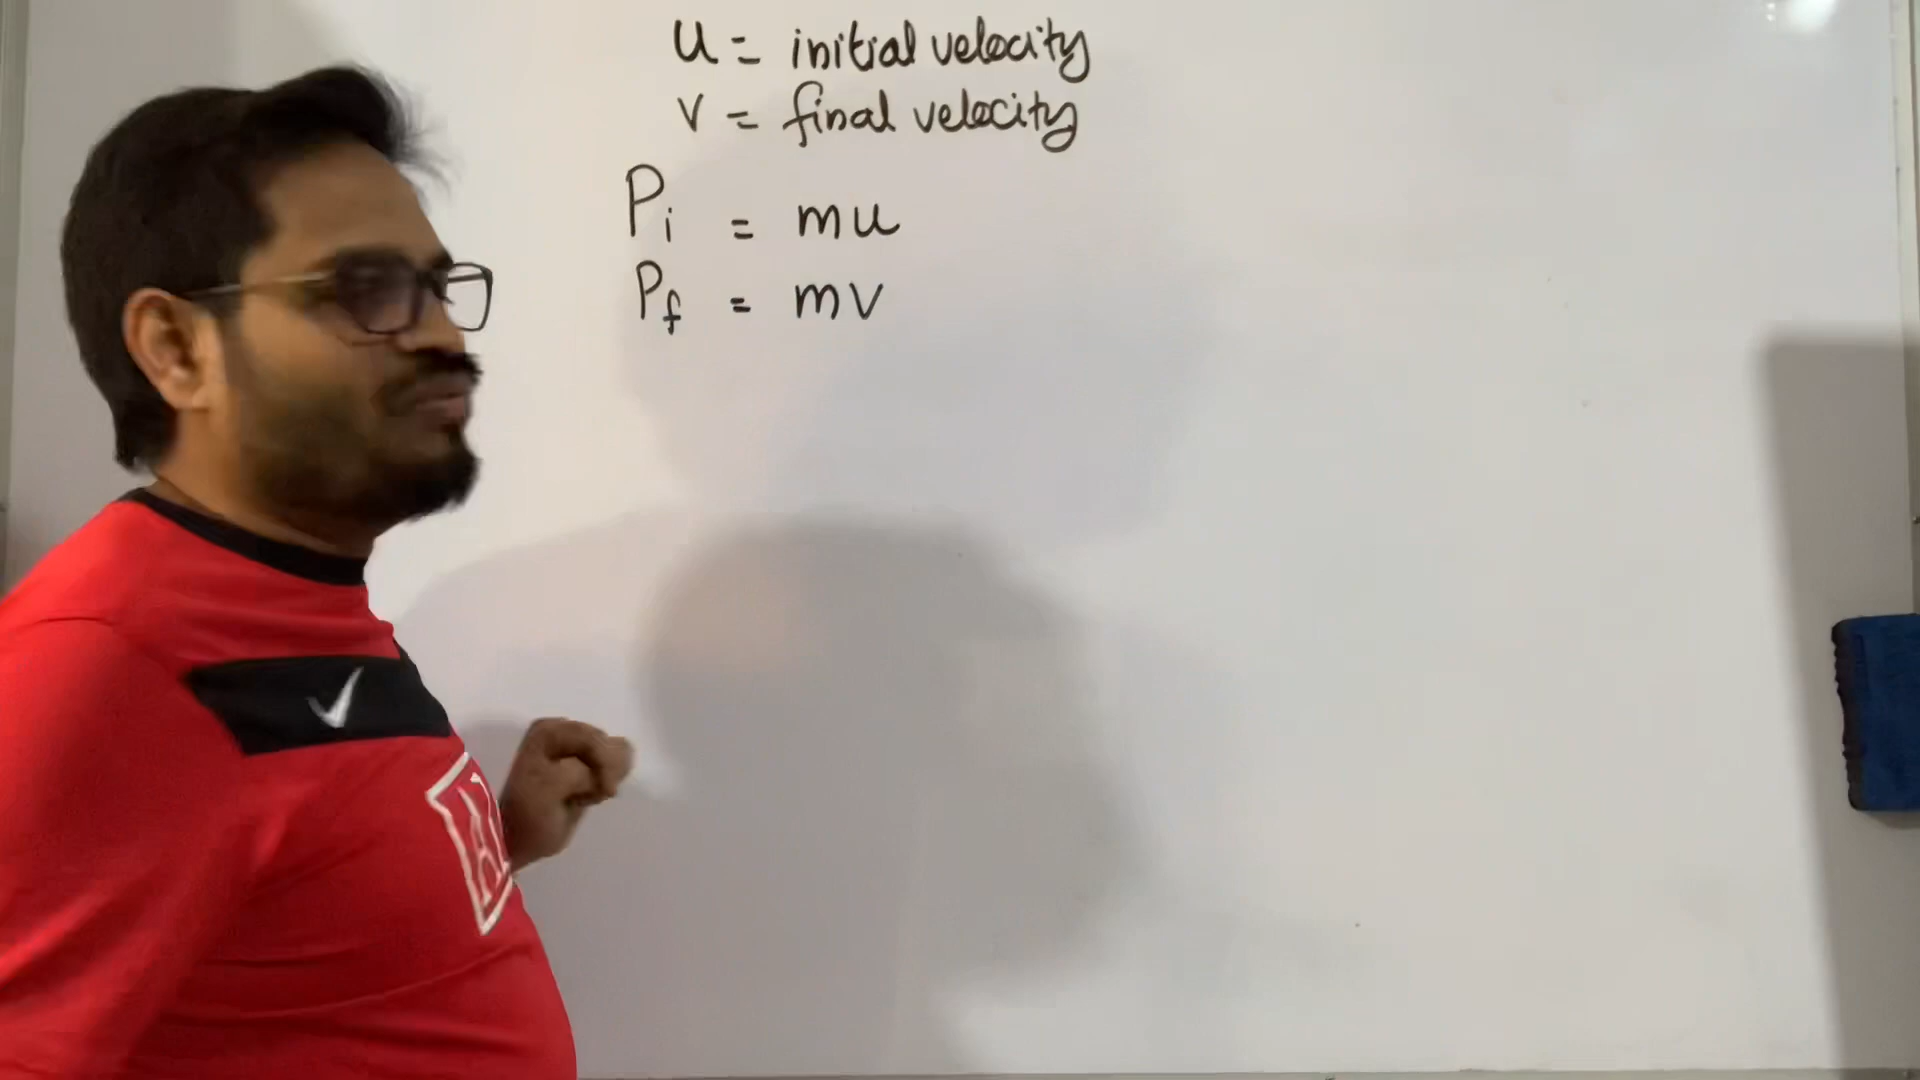 u = initial velocity
v = final velocity
Pi = mu
Pf = mv